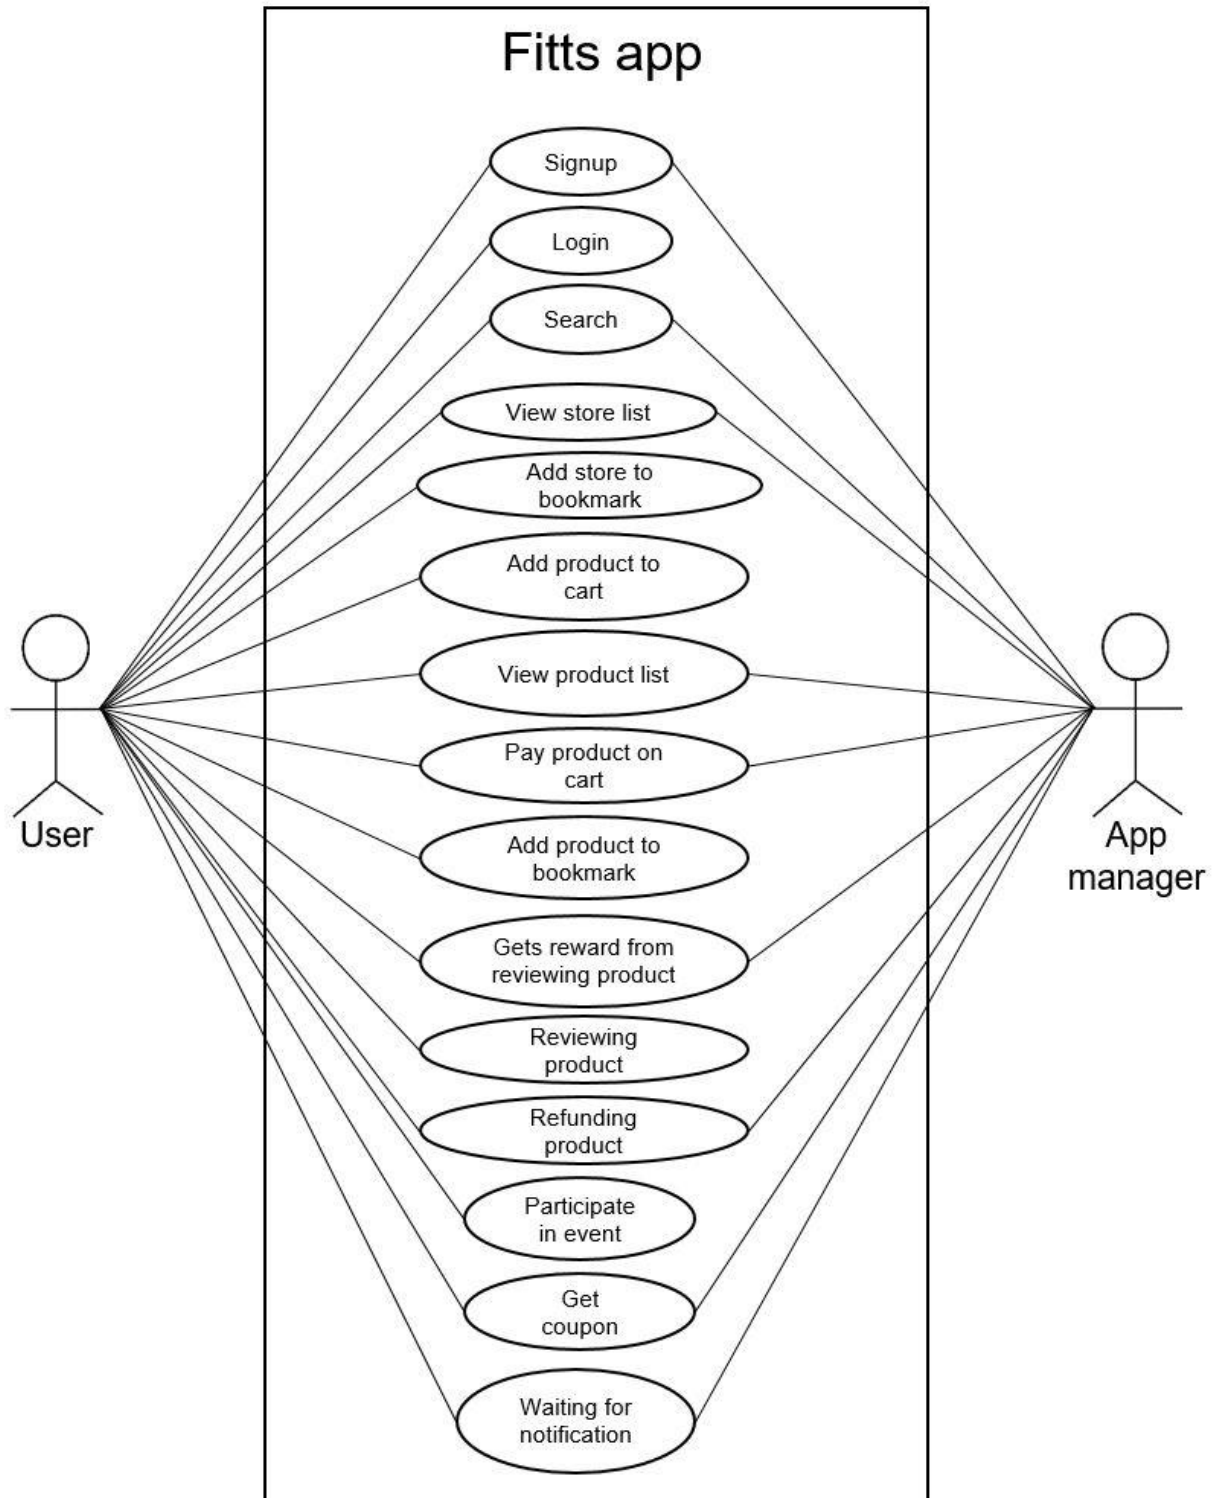 Fitts app
Signup
Login
Search
View store list
Add store to
bookmark
Add product to
cart
View product list
Pay product on
cart
Add product to
bookmark
Gets reward from
reviewing product
Reviewing
product
Refunding
product
Participate
in event
Get
coupon
Waiting for
notification
User
App
manager